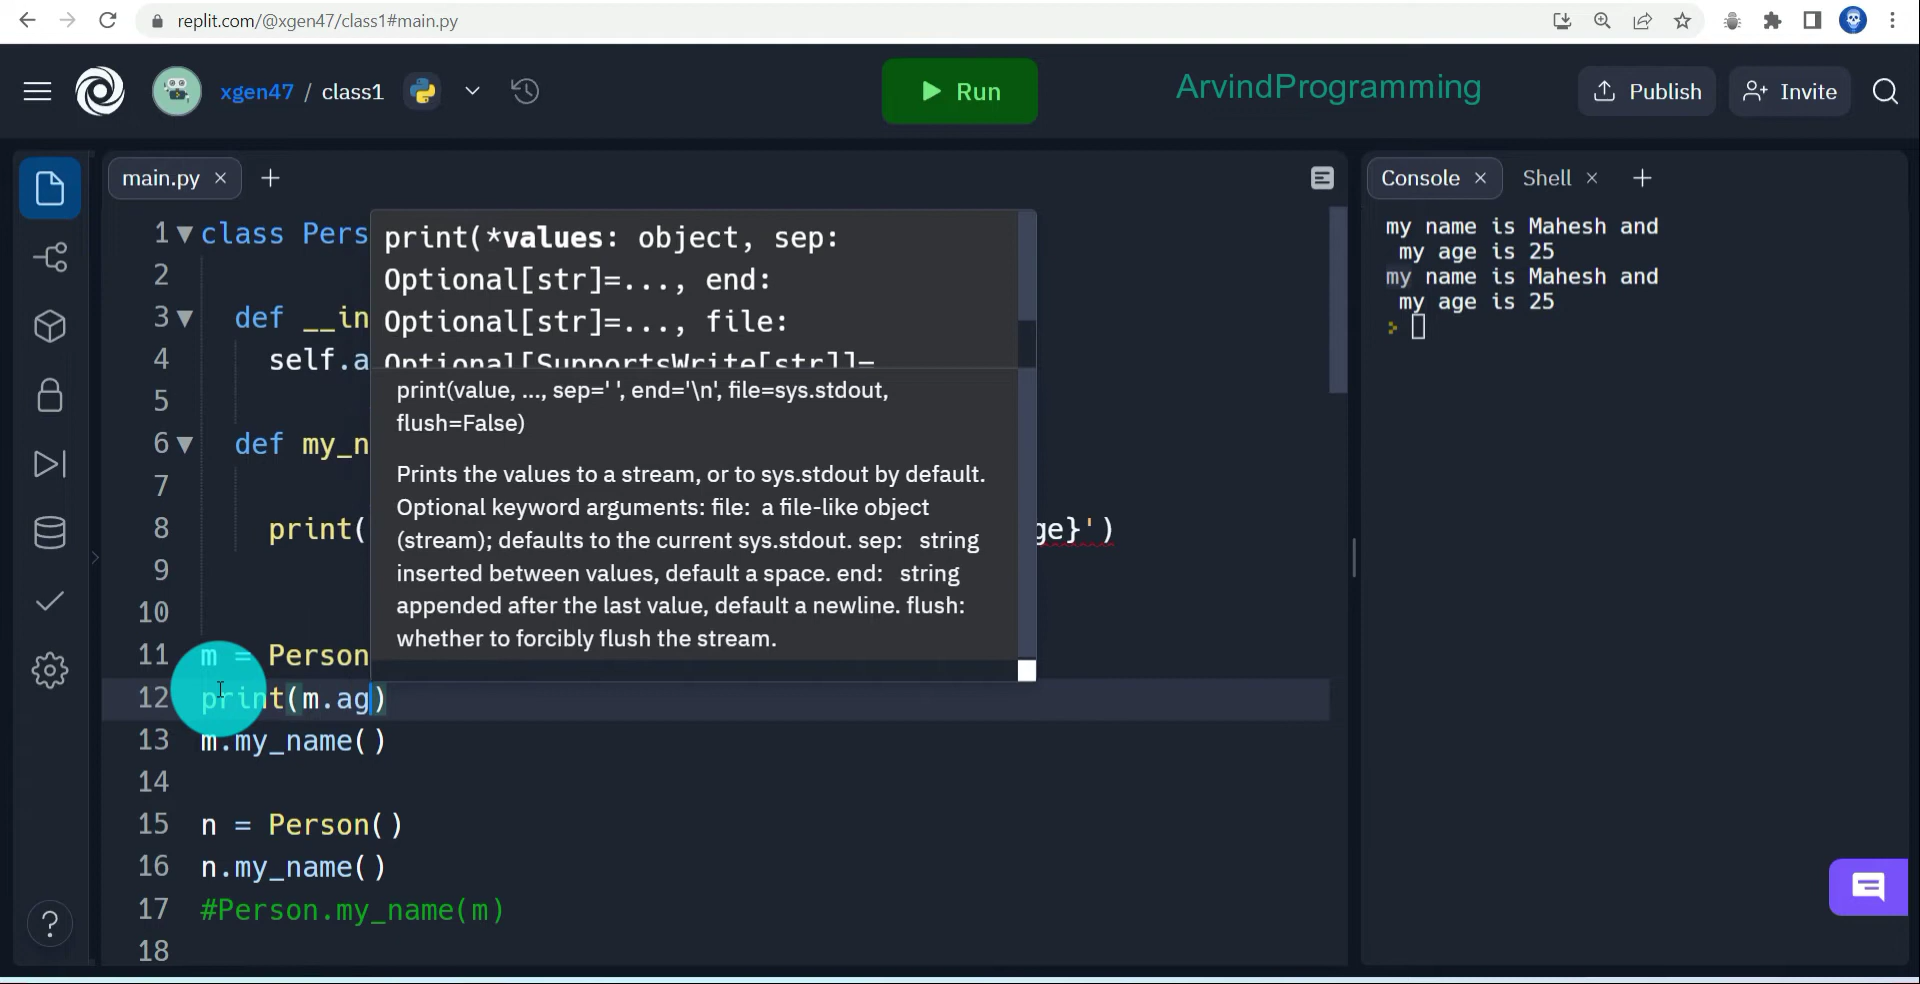 replit.com/@xgen47/class1#main.py
xgen47 / class1
Run
ArvindProgramming
Publish
Invite
main.py
1 class Pers
2
3 def __in
4 self.a
5
6 def my_n
7
8 print( ge}')
9
10
11 m = Person
12 print(m.ag)
13 m.my_name()
14
15 n = Person()
16 n.my_name()
17 #Person.my_name(m)
18
print(*values: object, sep:
Optional[str]=..., end:
Optional[str]=..., file:
Optional[SupportsWrite[str]]=
print(value, ..., sep=' ', end='\n', file=sys.stdout,
flush=False)
Prints the values to a stream, or to sys.stdout by default.
Optional keyword arguments: file: a file-like object
(stream); defaults to the current sys.stdout. sep: string
inserted between values, default a space. end: string
appended after the last value, default a newline. flush:
whether to forcibly flush the stream.
?
Console
Shell
my name is Mahesh and
my age is 25
my name is Mahesh and
my age is 25